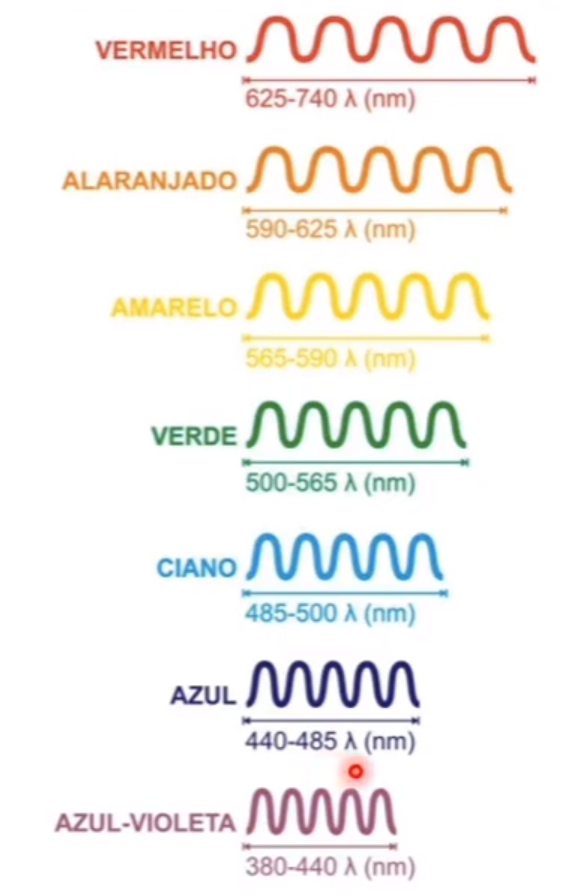 VERMELHO
625-740 λ (nm)
ALARANJADO
590-625 λ (nm)
AMARELO
565-590 λ (nm)
VERDE
500-565 λ (nm)
CIANO
485-500 λ (nm)
AZUL
440-485 λ (nm)
AZUL-VIOLETA
380-440 λ (nm)